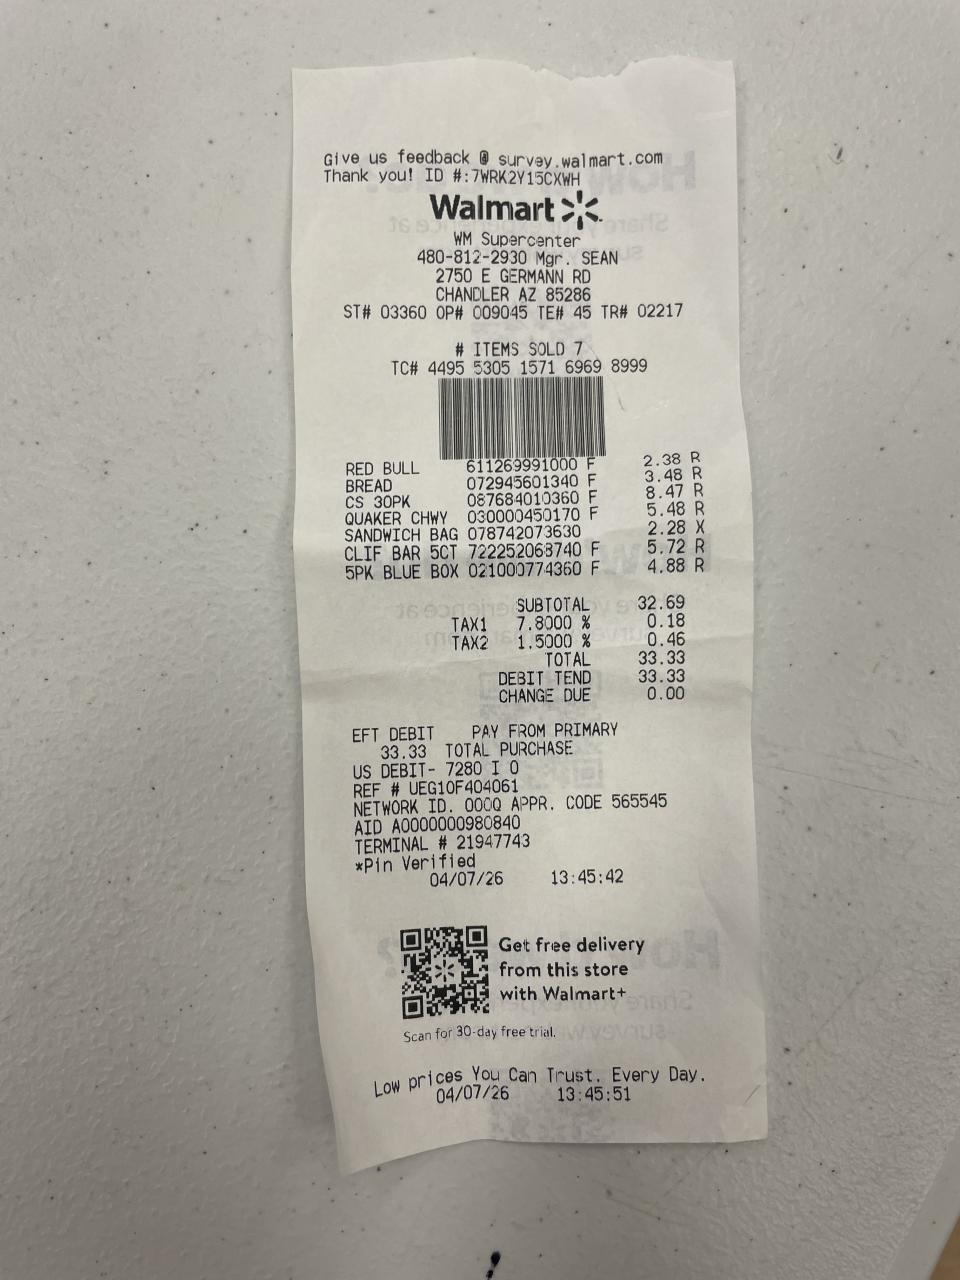 Give us feedback @ survey.walmart.com
Thank you! ID #:7WRK2Y15CXWH
Walmart
WM Supercenter
480-812-2930 Mgr. SEAN
2750 E GERMANN RD
CHANDLER AZ 85286
ST# 03360 OP# 009045 TE# 45 TR# 02217
# ITEMS SOLD 7
TC# 4495 5305 1571 6969 8999
RED BULL 611269991000 F 2.38 R
BREAD 072945601340 F 3.48 R
CS 30PK 087684010360 F 8.47 R
QUAKER CHWY 030000450170 F 5.48 R
SANDWICH BAG 078742073630 2.28 X
CLIF BAR 5CT 722252068740 F 5.72 R
5PK BLUE BOX 021000774360 F 4.88 R
SUBTOTAL 32.69
TAX1 7.8000 % 0.18
TAX2 1.5000 % 0.46
TOTAL 33.33
DEBIT TEND 33.33
CHANGE DUE 0.00
EFT DEBIT PAY FROM PRIMARY
33.33 TOTAL PURCHASE
US DEBIT- 7280 I 0
REF # UEG10F404061
NETWORK ID. 000Q APPR. CODE 565545
AID A0000000980840
TERMINAL # 21947743
*Pin Verified
04/07/26 13:45:42
Get free delivery
from this store
with Walmart+
Scan for 30-day free trial.
Low prices You Can Trust. Every Day.
04/07/26 13:45:51